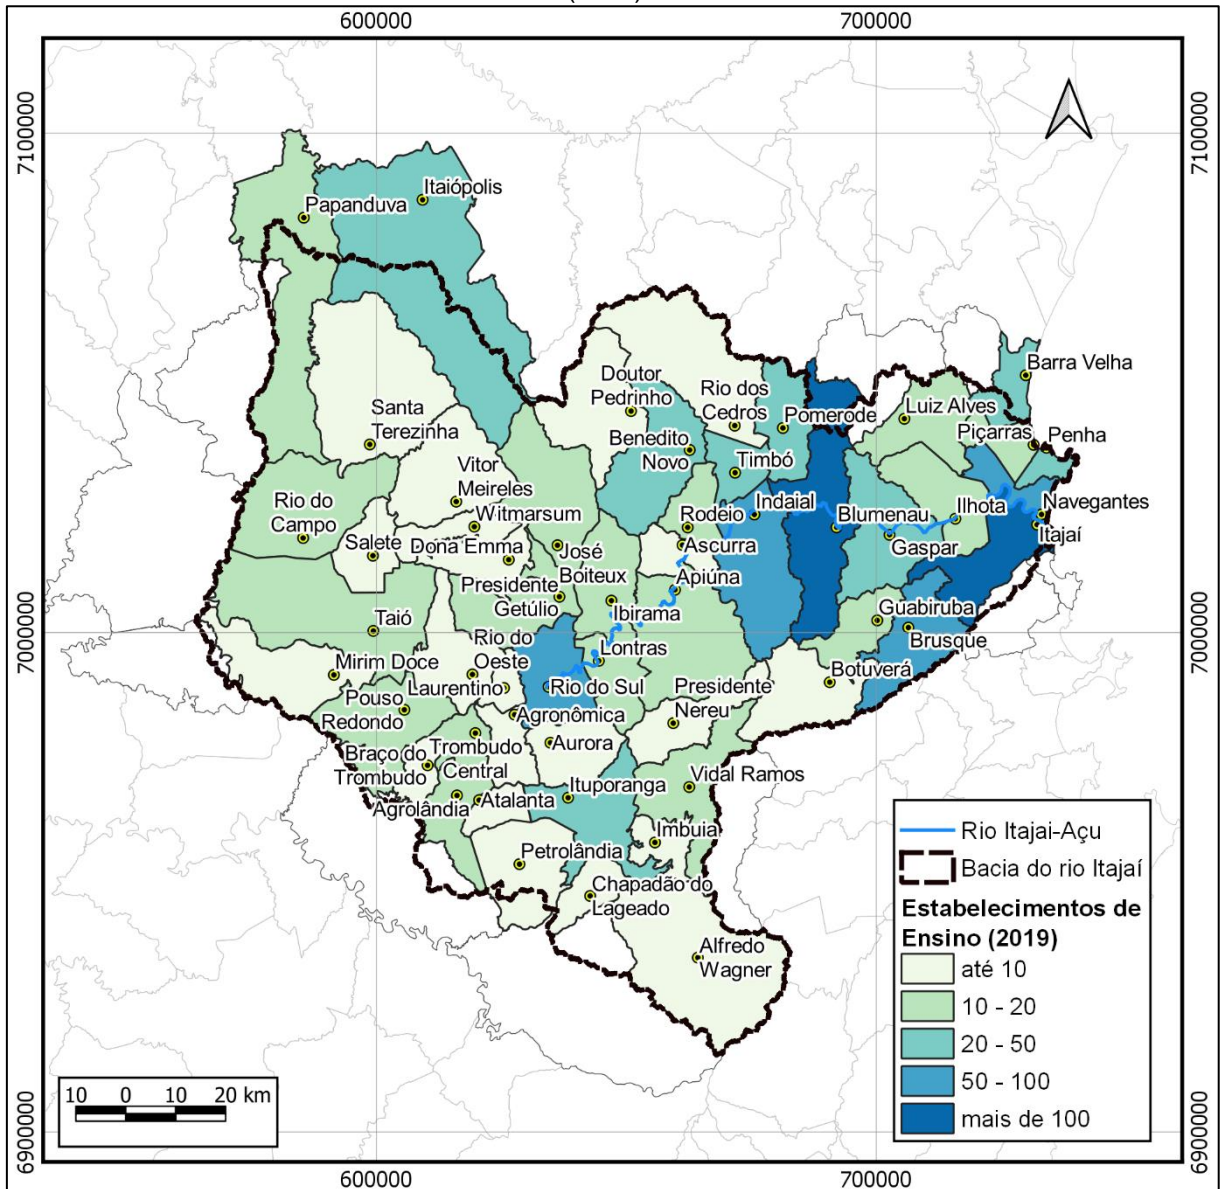 600000
700000
7100000
7100000
Itaiópolis
Papanduva
Barra Velha
Doutor
Pedrinho
Rio dos
Cedros
Luiz Alves
Pomerode
Santa
Terezinha
Piçarras
Penha
Benedito
Novo
Timbó
Vitor
Meireles
Indaial
Ilhota
Navegantes
Rio do
Campo
Witmarsum
Rodeio
Blumenau
Itajaí
Salete
Dona Emma
José
Boiteux
Ascurra
Gaspar
Presidente
Getúlio
Apiúna
Ibirama
Guabiruba
Taió
Brusque
7000000
7000000
Rio do
Oeste
Lontras
Mirim Doce
Botuverá
Laurentino
Rio do Sul
Pouso
Redondo
Presidente
Nereu
Agronômica
Braço do
Trombudo
Trombudo
Central
Aurora
Vidal Ramos
Agrolândia
Atalanta
Ituporanga
Imbuia
Petrolândia
Chapadão do
Lageado
Alfredo
Wagner
Rio Itajai-Açu
Bacia do rio Itajaí
Estabelecimentos de
Ensino (2019)
até 10
10 - 20
20 - 50
50 - 100
mais de 100
10 0 10 20 km
6900000
6900000
600000
700000